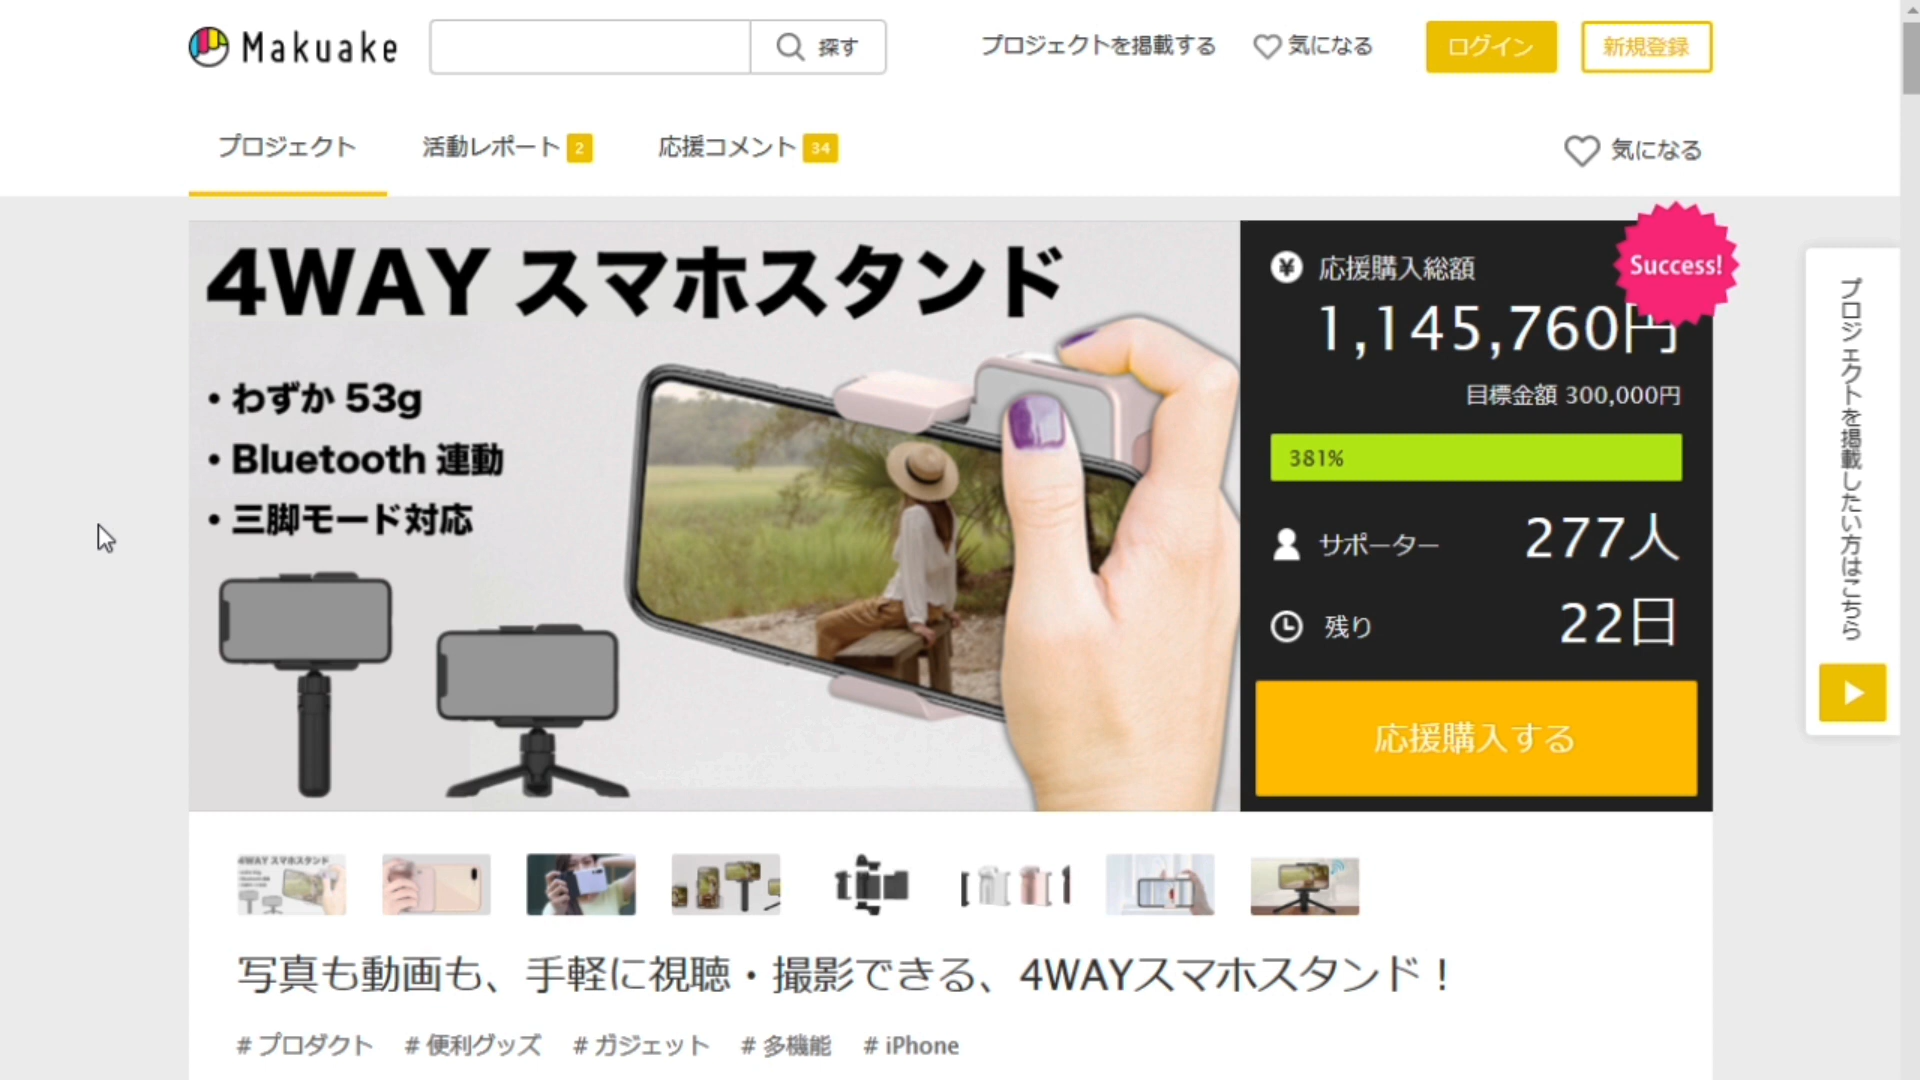 Makuake
探す
プロジェクトを掲載する
気になる
ログイン
新規登録
プロジェクト
活動レポート 2
応援コメント 34
気になる
4WAY スマホスタンド
・わずか 53g
・Bluetooth 連動
・三脚モード対応
Success!
¥ 応援購入総額
1,145,760円
目標金額 300,000円
381%
サポーター 277人
残り 22日
応援購入する
プロジェクトを掲載したい方はこちら
4WAY スマホスタンド
写真も動画も、手軽に視聴・撮影できる、4WAYスマホスタンド！
# プロダクト # 便利グッズ # ガジェット # 多機能 # iPhone